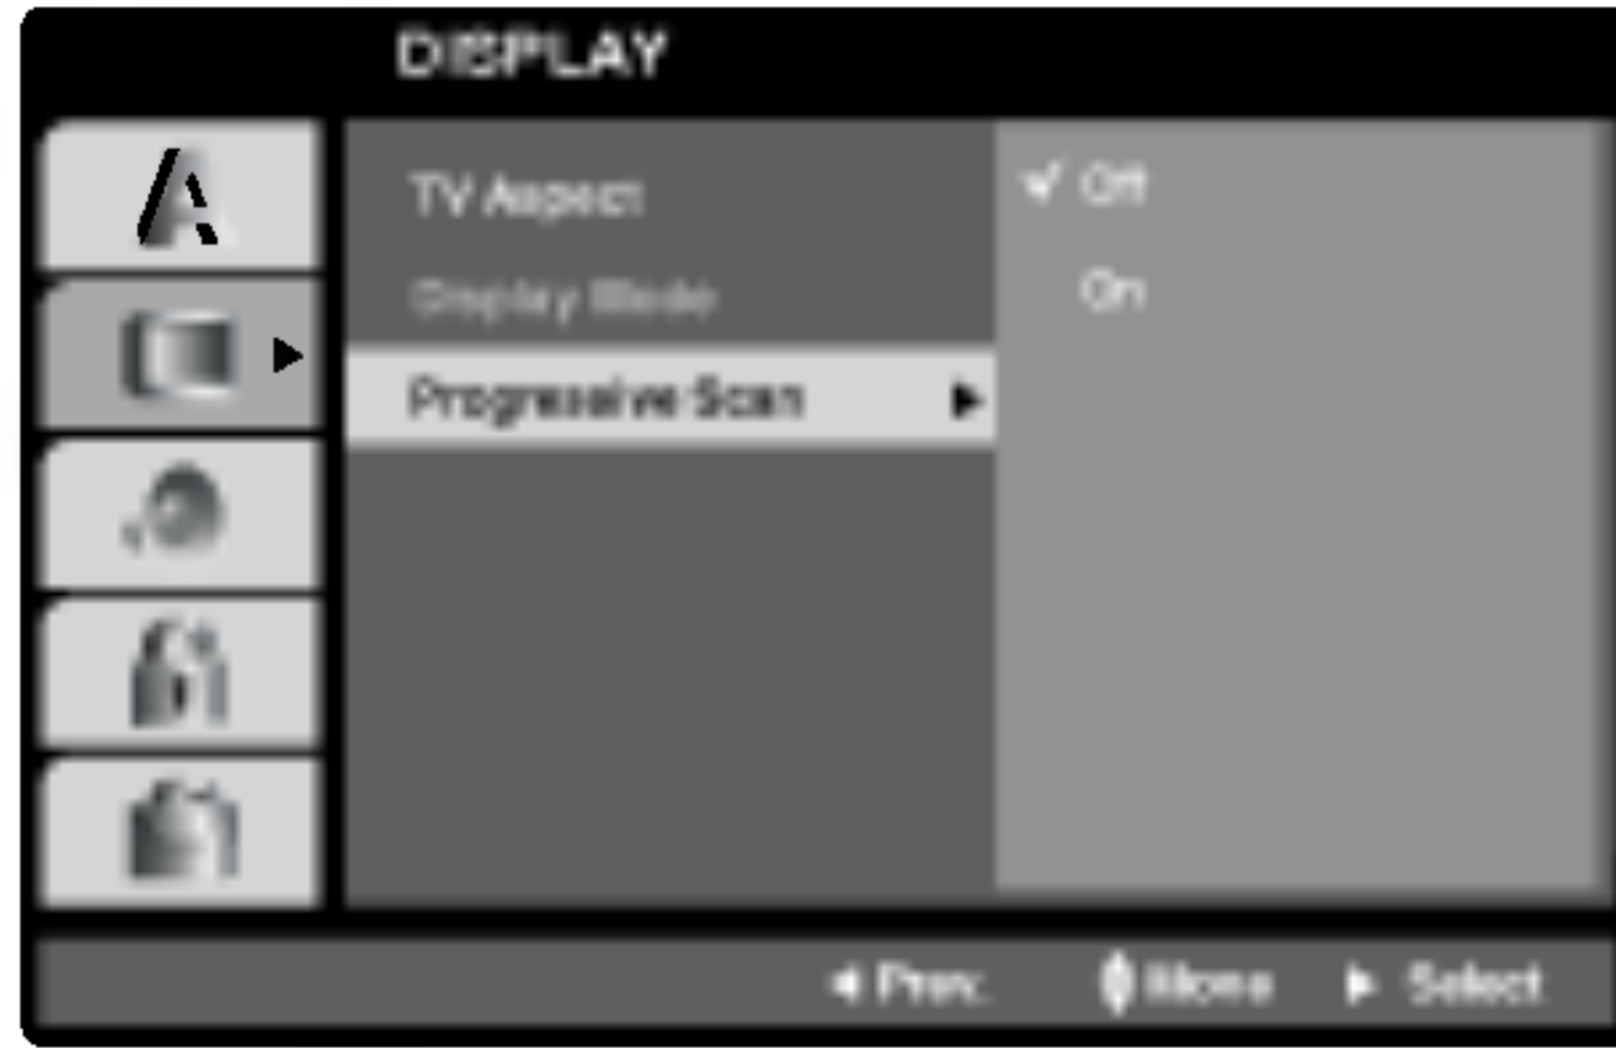 DISPLAY
TV Aspect
Off
Display Mode
On
Progressive Scan
Prev. Move Select